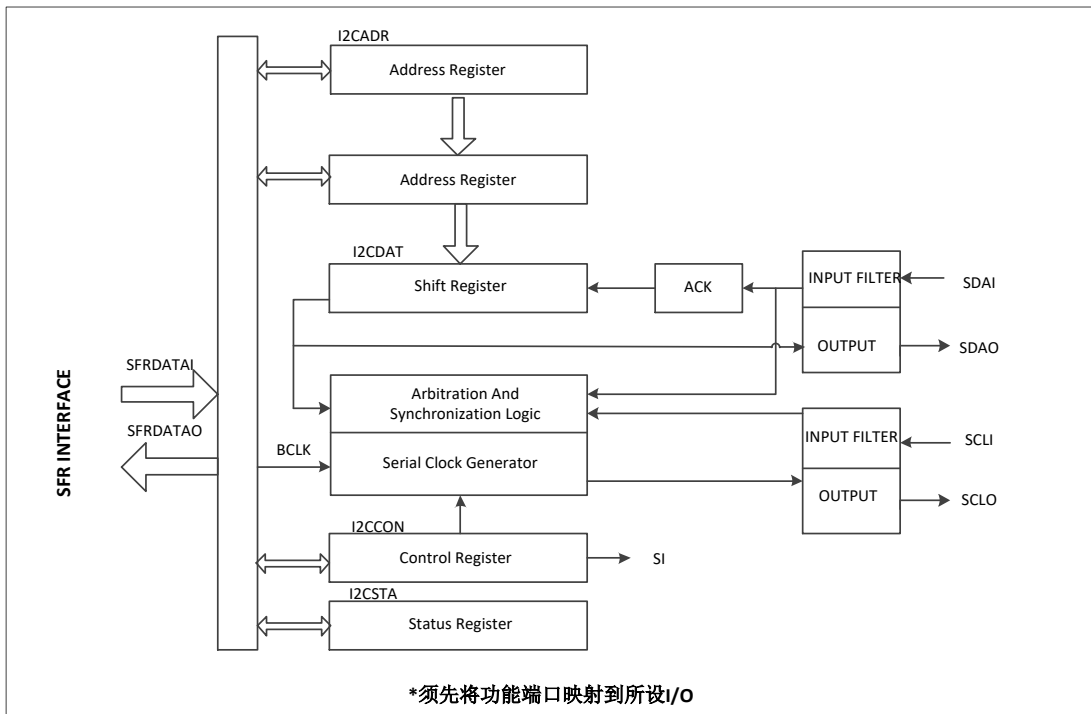 I2CADR
Address Register
Address Register
I2CDAT
Shift Register
ACK
INPUT FILTER
SDAI
OUTPUT
SDAO
SFR INTERFACE
SFRDATAI
SFRDATAO
Arbitration And
Synchronization Logic
BCLK
Serial Clock Generator
INPUT FILTER
SCLI
OUTPUT
SCLO
I2CCON
Control Register
SI
I2CSTA
Status Register
*须先将功能端口映射到所设I/O